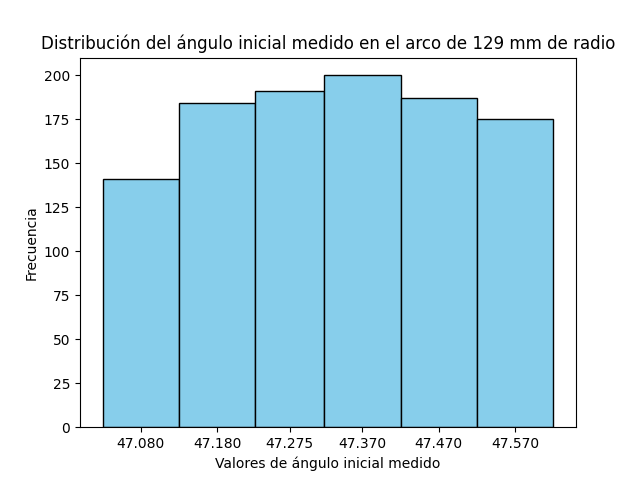 Distribución del ángulo inicial medido en el arco de 129 mm de radio
200
175
150
125
100
75
50
25
0
Frecuencia
47.080 47.180 47.275 47.370 47.470 47.570
Valores de ángulo inicial medido